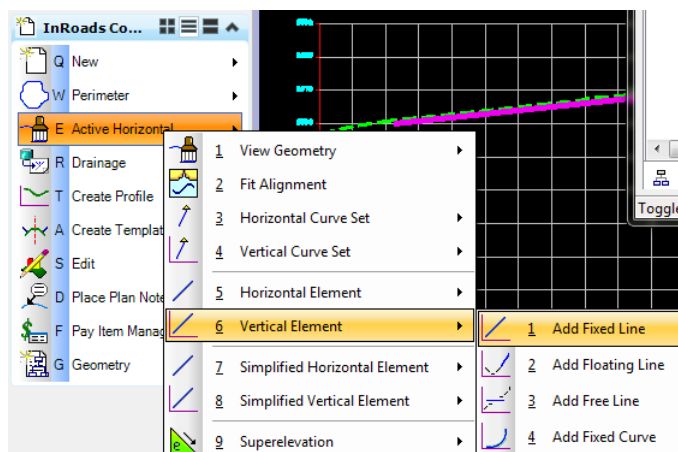 InRoads Co...
Q New
W Perimeter
E Active Horizontal
R Drainage
T Create Profile
A Create Templat
S Edit
D Place Plan Note
F Pay Item Manag
G Geometry
1 View Geometry
2 Fit Alignment
3 Horizontal Curve Set
4 Vertical Curve Set
5 Horizontal Element
6 Vertical Element
7 Simplified Horizontal Element
8 Simplified Vertical Element
9 Superelevation
1 Add Fixed Line
2 Add Floating Line
3 Add Free Line
4 Add Fixed Curve
Toggle